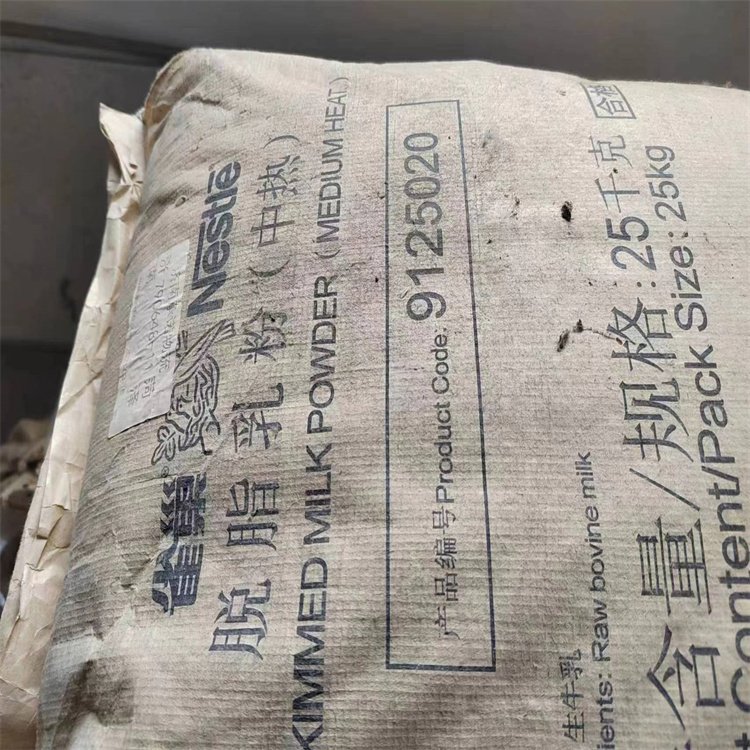 雀巢® Nestlé
脱脂乳粉（中热）
KIMMED MILK POWDER (MEDIUM HEAT)
产品编号Product Code: 9125020
生牛乳
ients: Raw bovine milk
含量/规格:25千克
Content/Pack Size: 25kg
合格